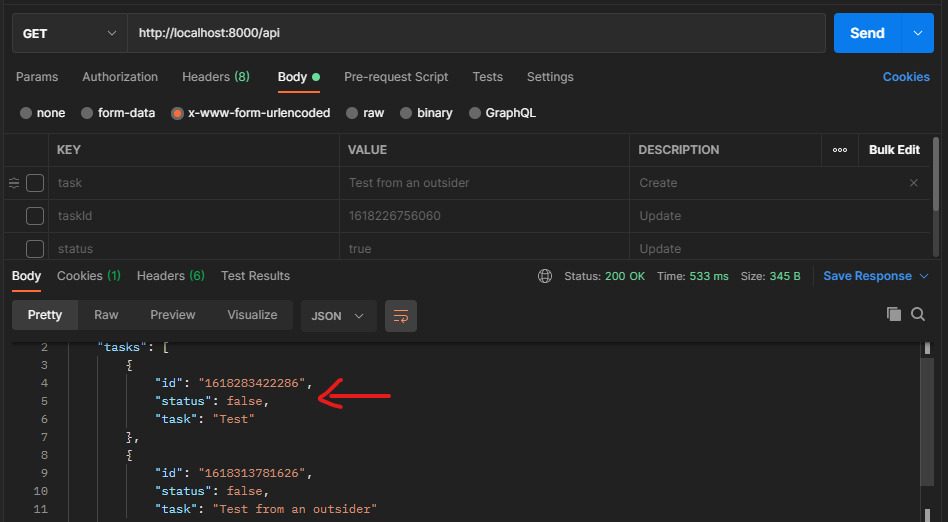 GET http://localhost:8000/api Send
Params Authorization Headers (8) Body Pre-request Script Tests Settings Cookies
none form-data x-www-form-urlencoded raw binary GraphQL
KEY VALUE DESCRIPTION ooo Bulk Edit
task Test from an outsider Create
taskId 1618226756060 Update
status true Update
Body Cookies (1) Headers (6) Test Results Status: 200 OK Time: 533 ms Size: 345 B Save Response
Pretty Raw Preview Visualize JSON
2 "tasks": [
3 {
4 "id": "1618283422286",
5 "status": false,
6 "task": "Test"
7 },
8 {
9 "id": "1618313781626",
10 "status": false,
11 "task": "Test from an outsider"